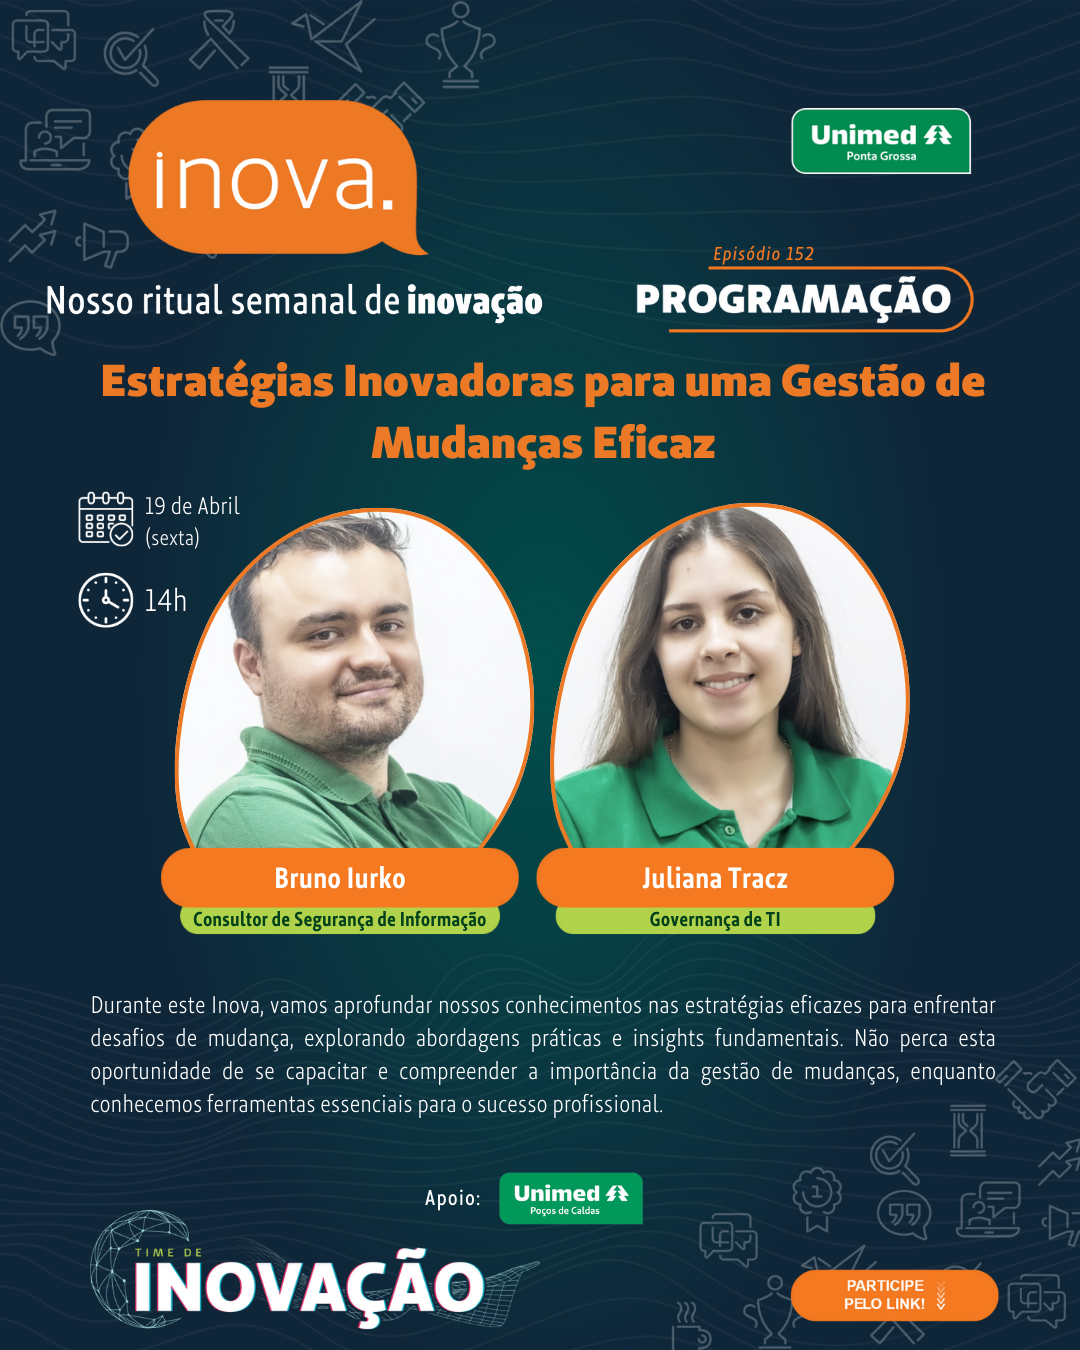 inova.
Unimed
Ponta Grossa
Episódio 152
Nosso ritual semanal de inovação
PROGRAMAÇÃO
Estratégias Inovadoras para uma Gestão de
Mudanças Eficaz
19 de Abril
(sexta)
14h
Bruno Iurko
Consultor de Segurança de Informação
Juliana Tracz
Governança de TI
Durante este Inova, vamos aprofundar nossos conhecimentos nas estratégias eficazes para enfrentar
desafios de mudança, explorando abordagens práticas e insights fundamentais. Não perca esta
oportunidade de se capacitar e compreender a importância da gestão de mudanças, enquanto
conhecemos ferramentas essenciais para o sucesso profissional.
Apoio:
Unimed
Poços de Caldas
TIME DE
INOVAÇÃO
PARTICIPE
PELO LINK!
1